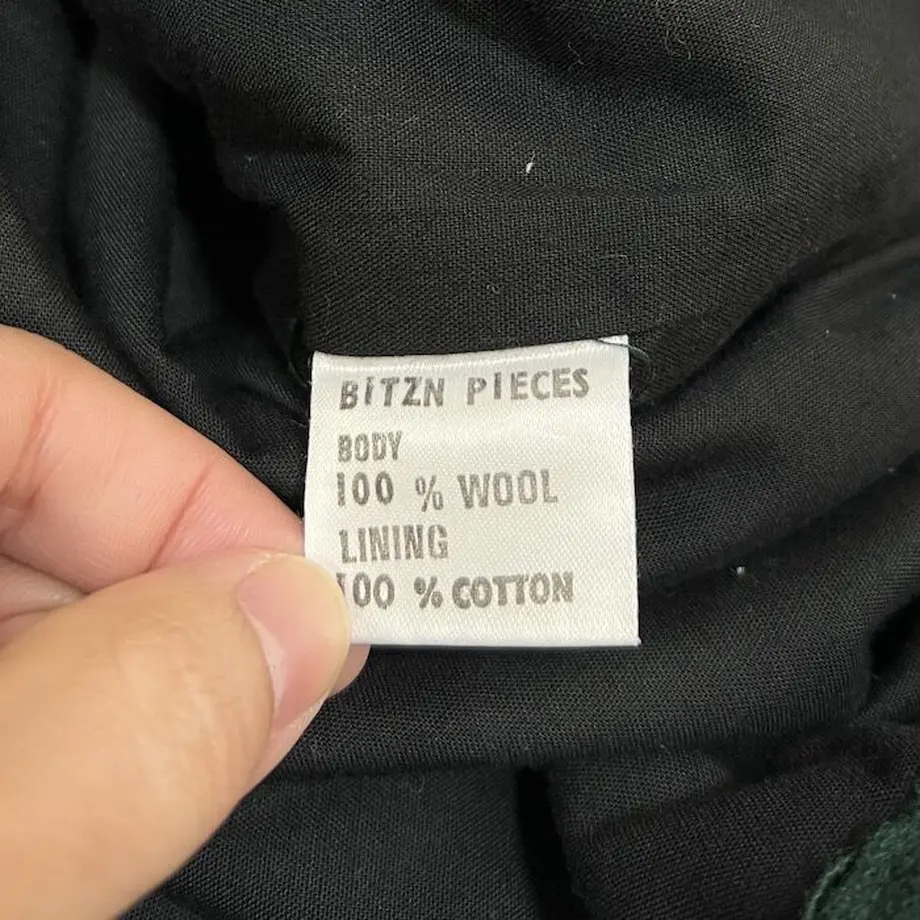 BiTZN PiECES
BODY
100 % WOOL
LINING
100 % COTTON